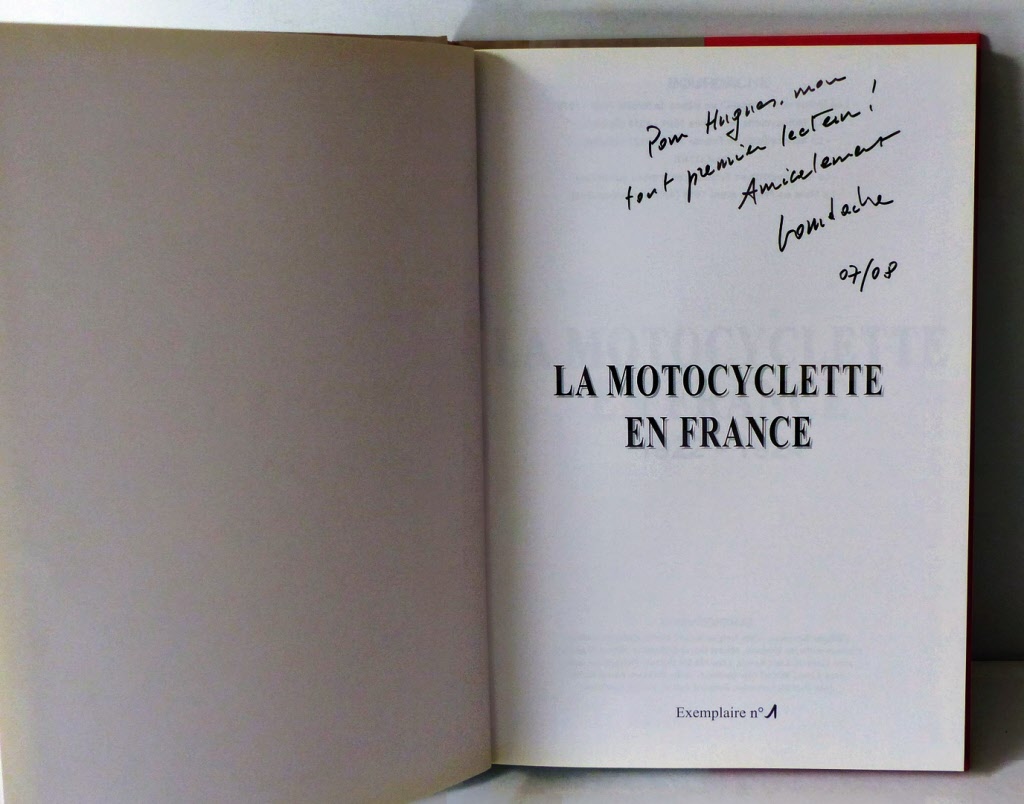 Pour Hugues, mon
tout premier lecteur !
Amicalement
Bourdache
07/08
LA MOTOCYCLETTE
EN FRANCE
Exemplaire n° 1